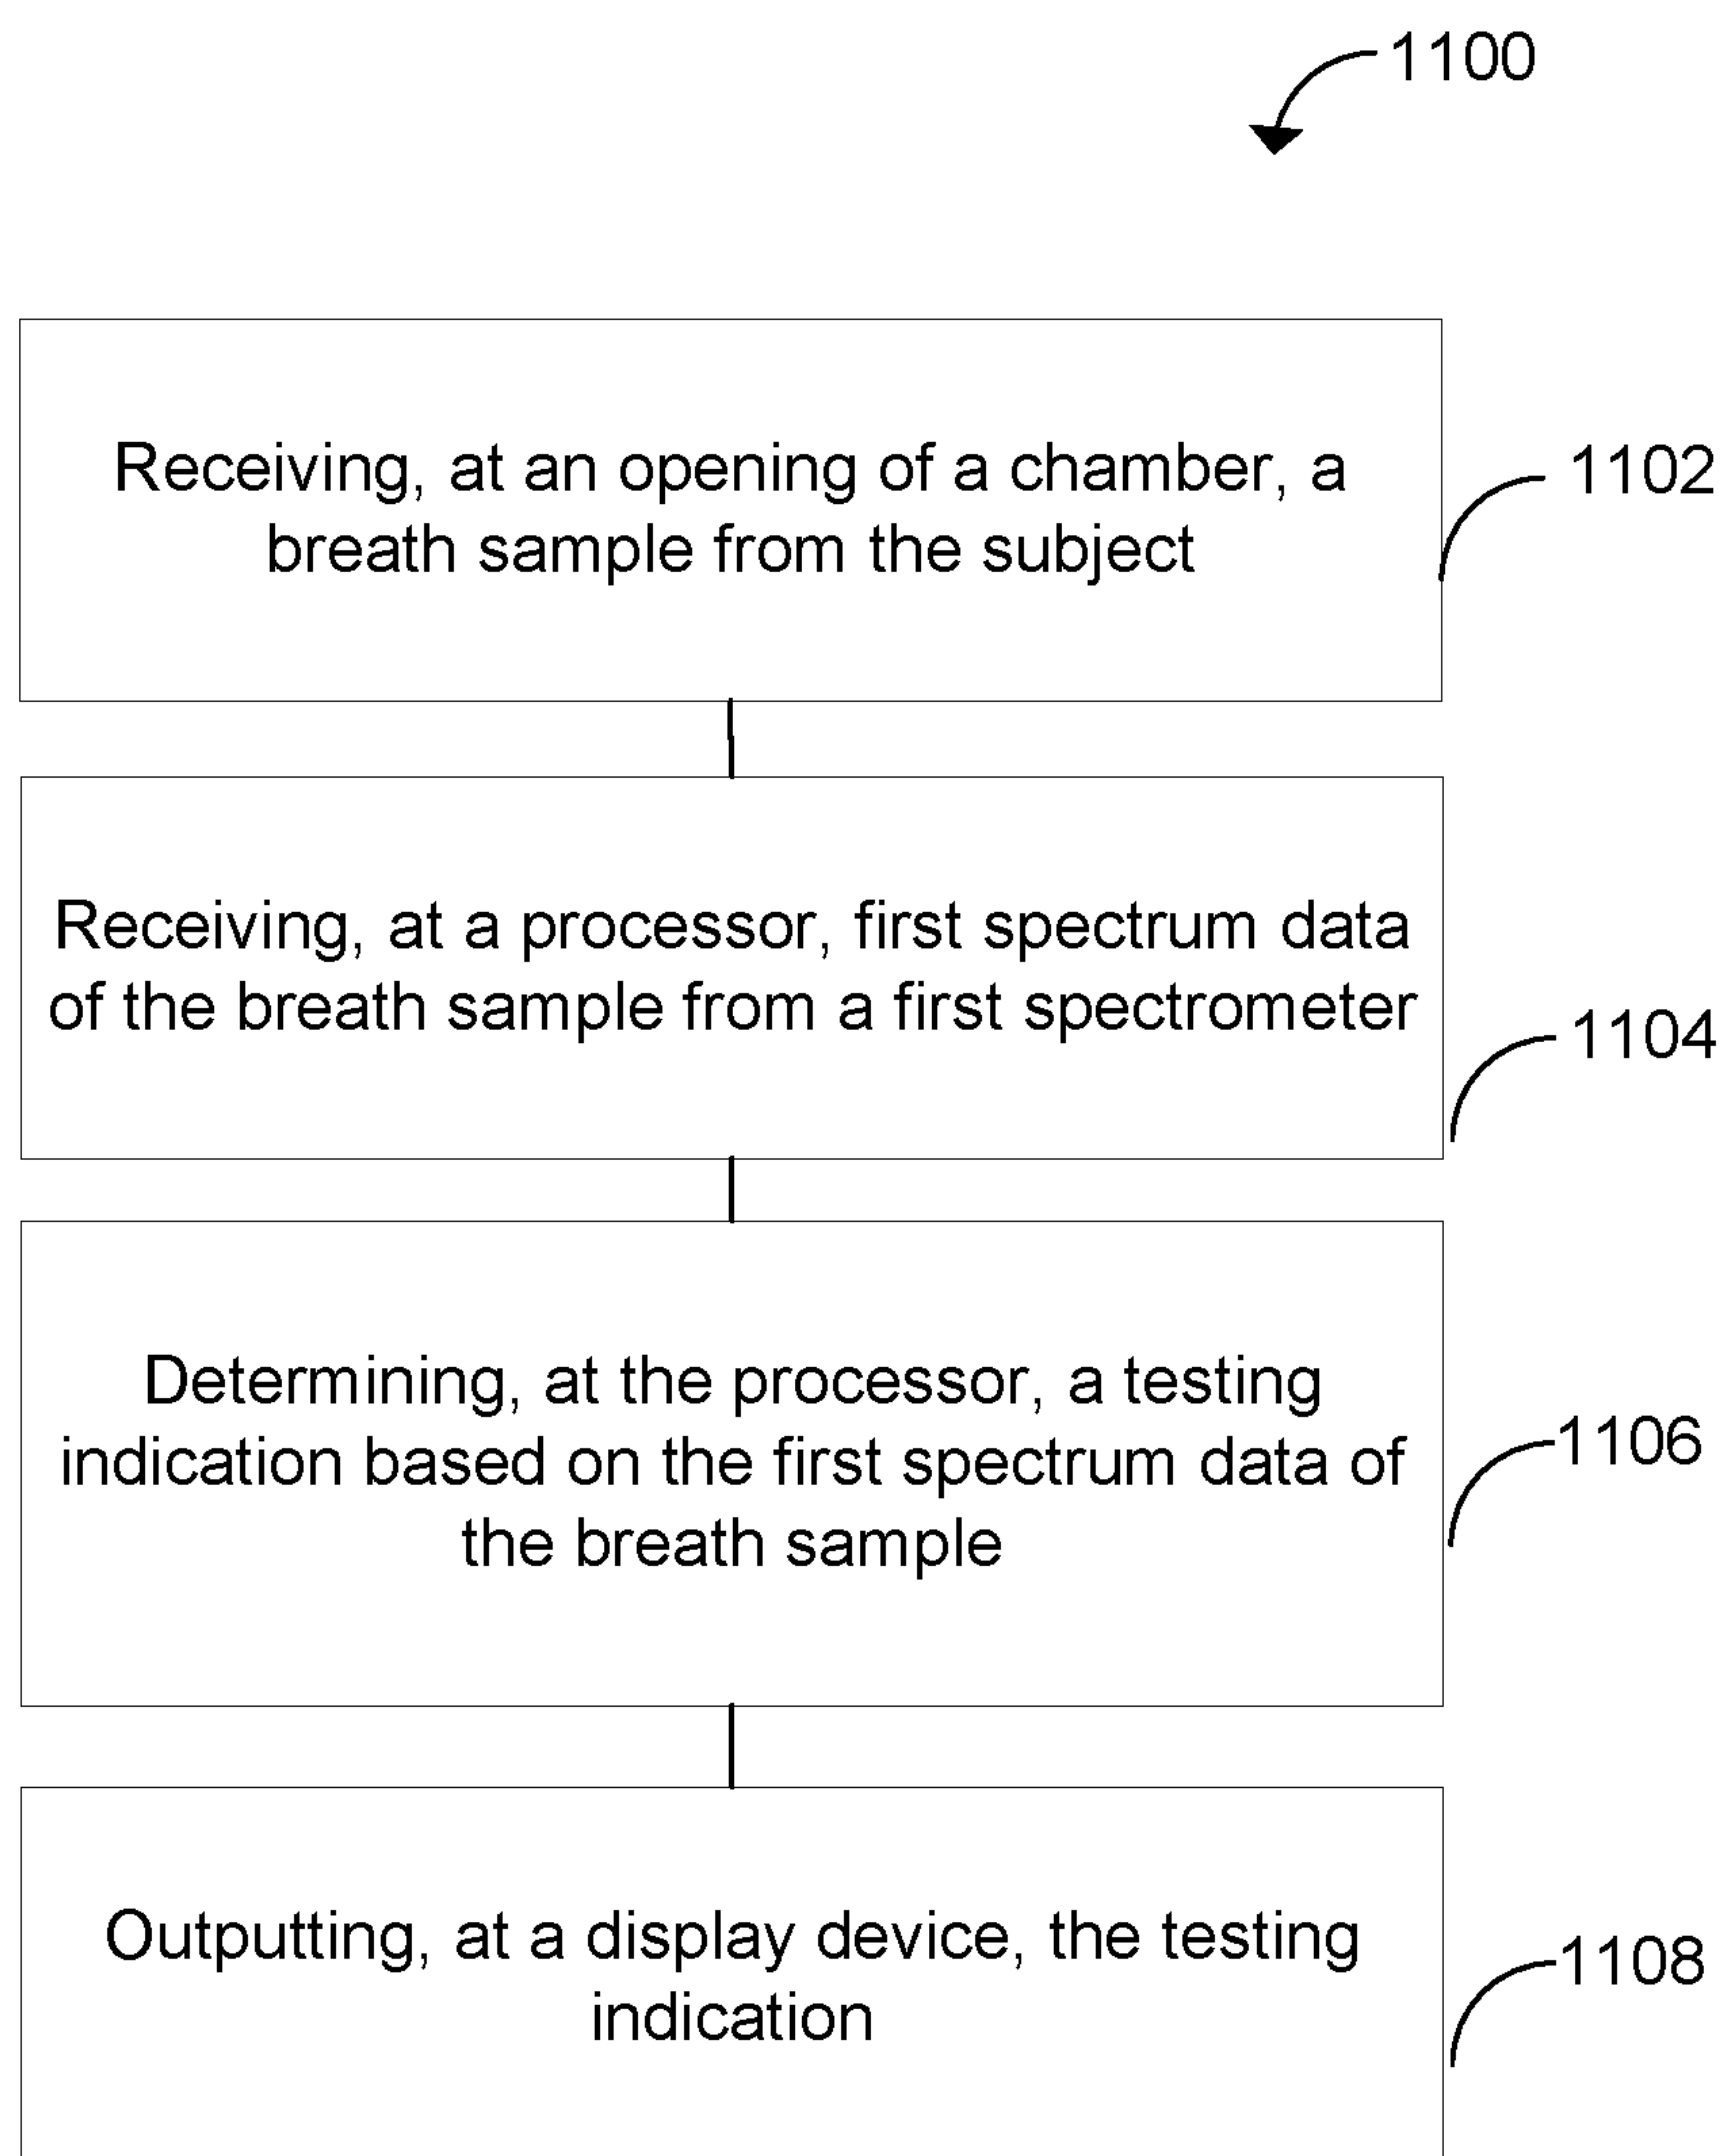 1100
Receiving, at an opening of a chamber, a
breath sample from the subject
1102
Receiving, at a processor, first spectrum data
of the breath sample from a first spectrometer
1104
Determining, at the processor, a testing
indication based on the first spectrum data of
the breath sample
1106
Outputting, at a display device, the testing
indication
1108